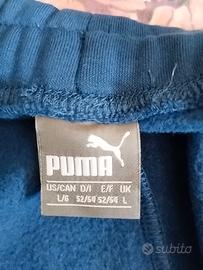 PUMA
US/CAN D/I E/F UK
L/G 52/54 52/54 L
subito